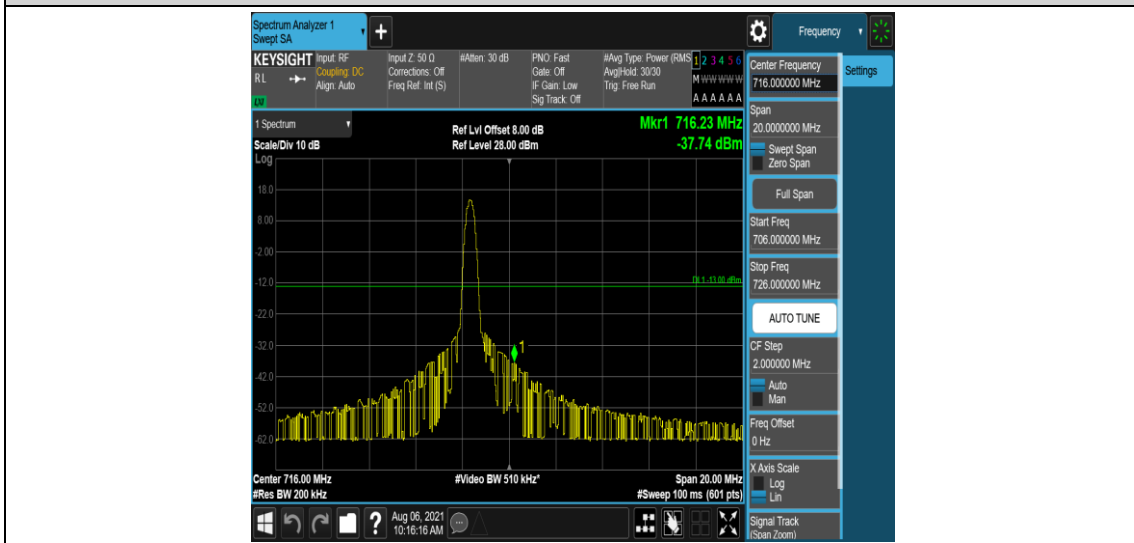 Spectrum Analyzer 1
Swept SA
+
Frequency
KEYSIGHT
RL
LXI
Input: RF
Coupling: DC
Align: Auto
Input Z: 50 Ω
Corrections: Off
Freq Ref: Int (S)
#Atten: 30 dB
PNO: Fast
Gate: Off
IF Gain: Low
Sig Track: Off
#Avg Type: Power (RMS
Avg|Hold: 30/30
Trig: Free Run
1 2 3 4 5 6
M W W W W W
A A A A A A
Center Frequency
716.000000 MHz
Settings
1 Spectrum
Scale/Div 10 dB
Log
Ref Lvl Offset 8.00 dB
Ref Level 28.00 dBm
Mkr1 716.23 MHz
-37.74 dBm
18.0
8.00
-2.00
-12.0
-22.0
-32.0
-42.0
-52.0
-62.0
DL1 -13.00 dBm
1
Center 716.00 MHz
#Res BW 200 kHz
#Video BW 510 kHz*
Span 20.00 MHz
#Sweep 100 ms (601 pts)
Span
20.0000000 MHz
Swept Span
Zero Span
Full Span
Start Freq
706.000000 MHz
Stop Freq
726.000000 MHz
AUTO TUNE
CF Step
2.000000 MHz
Auto
Man
Freq Offset
0 Hz
X Axis Scale
Log
Lin
Signal Track
(Span Zoom)
?
Aug 06, 2021
10:16:16 AM